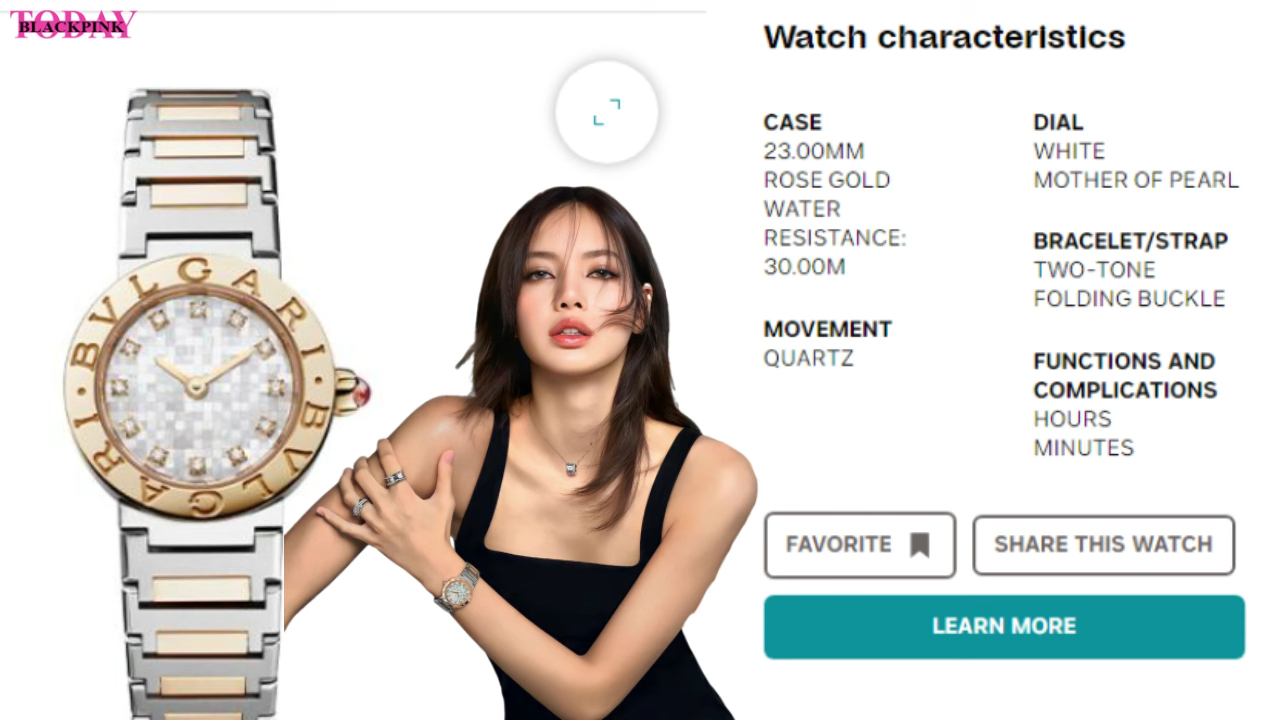 TODAY
BLACKPINK
BVLGARI · BVLGARI ·
Watch characteristics
CASE
23.00MM
ROSE GOLD
WATER
RESISTANCE:
30.00M
MOVEMENT
QUARTZ
DIAL
WHITE
MOTHER OF PEARL
BRACELET/STRAP
TWO-TONE
FOLDING BUCKLE
FUNCTIONS AND
COMPLICATIONS
HOURS
MINUTES
FAVORITE
SHARE THIS WATCH
LEARN MORE